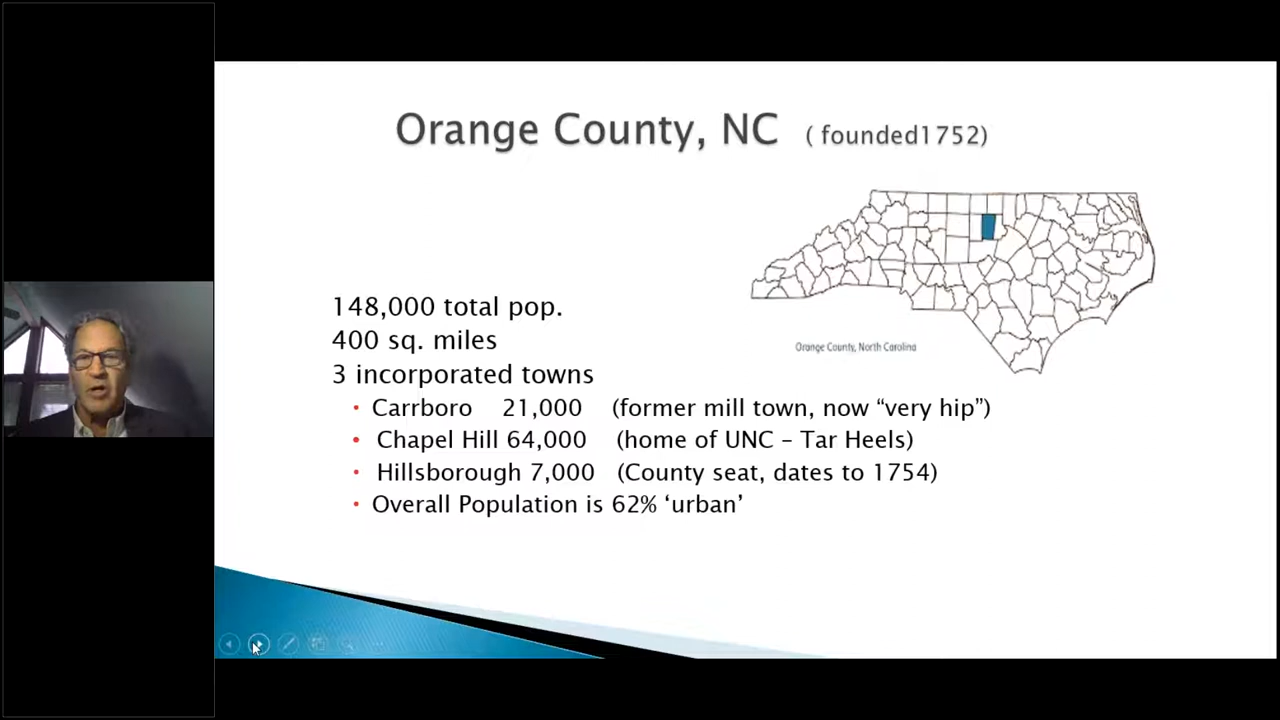 Orange County, NC ( founded1752)
Orange County, North Carolina
148,000 total pop.
400 sq. miles
3 incorporated towns
• Carrboro 21,000 (former mill town, now “very hip”)
• Chapel Hill 64,000 (home of UNC – Tar Heels)
• Hillsborough 7,000 (County seat, dates to 1754)
• Overall Population is 62% ‘urban’